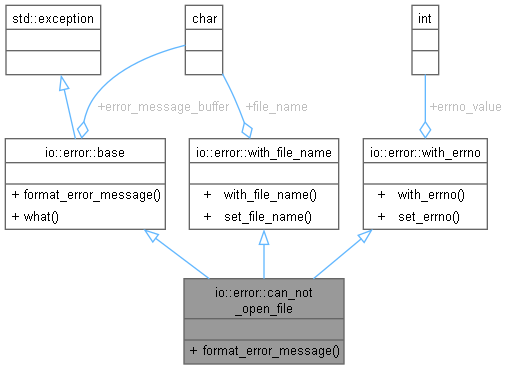 std::exception
char
int
+error_message_buffer
+file_name
+errno_value
io::error::base
+ format_error_message()
+ what()
io::error::with_file_name
+ with_file_name()
+ set_file_name()
io::error::with_errno
+ with_errno()
+ set_errno()
io::error::can_not
_open_file
+ format_error_message()